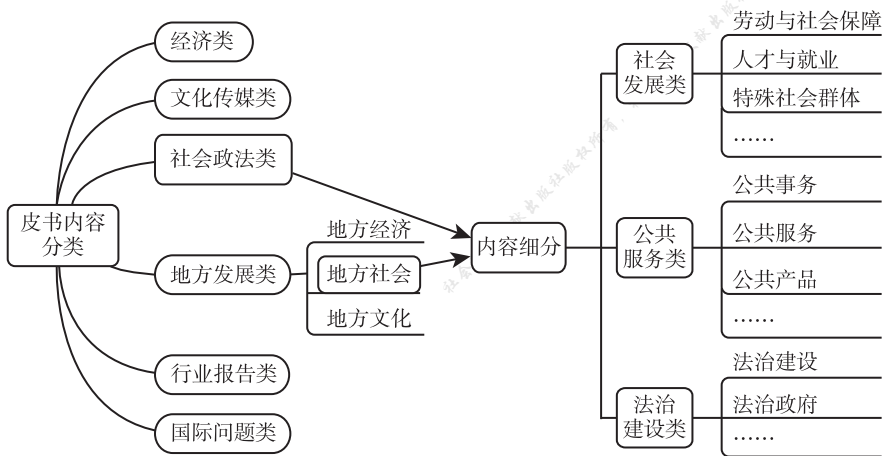 经济类
文化传媒类
社会政法类
皮书内容
分类
地方发展类
行业报告类
国际问题类
地方经济
地方社会
地方文化
内容细分
社会
发展类
劳动与社会保障
人才与就业
特殊社会群体
……
公共
服务类
公共事务
公共服务
公共产品
……
法治
建设类
法治建设
法治政府
……